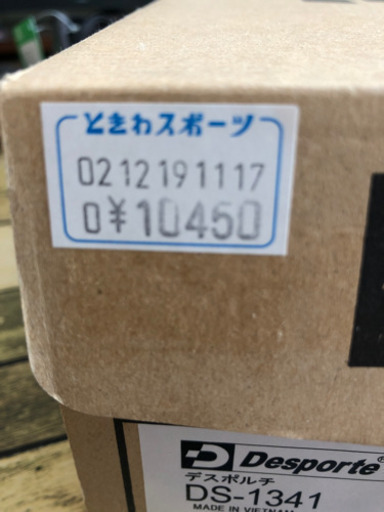 ときわスポーツ
0212191117
0¥10450
Desporte
デスポルチ
DS-1341
MADE IN VIETNAM